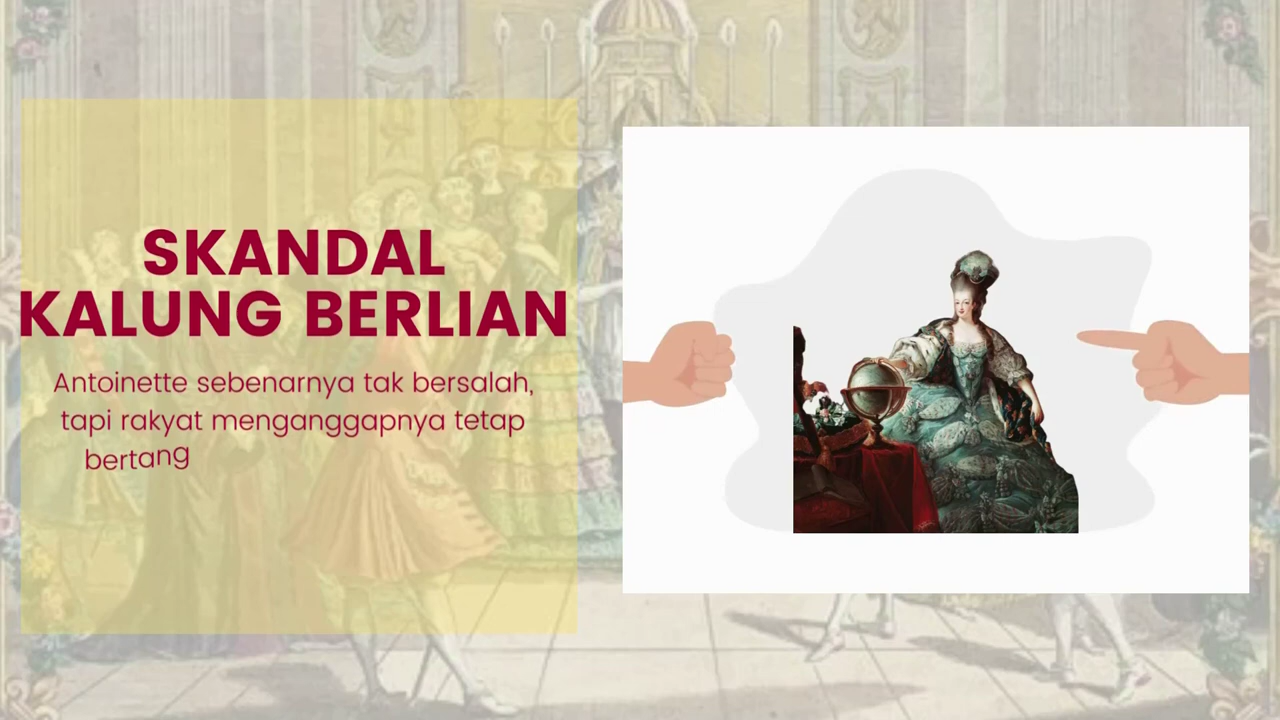 SKANDAL
KALUNG BERLIAN
Antoinette sebenarnya tak bersalah,
tapi rakyat menganggapnya tetap
bertang